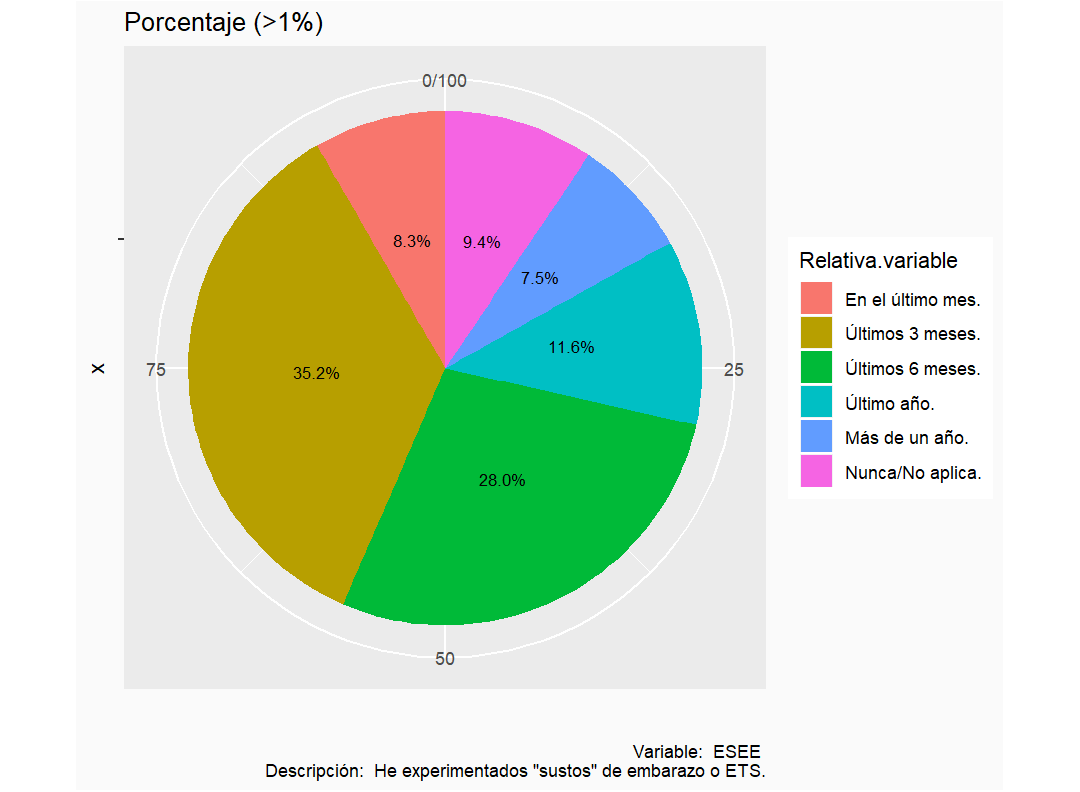 Porcentaje (>1%)
0/100
8.3%
9.4%
7.5%
11.6%
35.2%
28.0%
75
25
50
x
Relativa.variable
En el último mes.
Últimos 3 meses.
Últimos 6 meses.
Último año.
Más de un año.
Nunca/No aplica.
Variable:  ESEE
Descripción:  He experimentados "sustos" de embarazo o ETS.